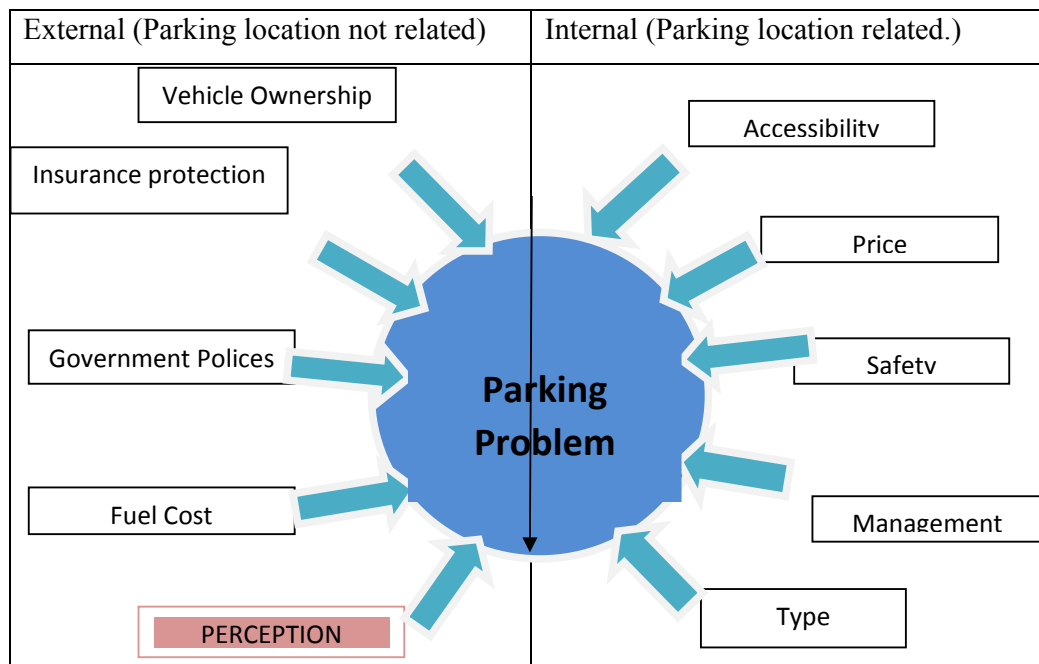 External (Parking location not related)
Internal (Parking location related.)
Vehicle Ownership
Accessibility
Insurance protection
Price
Government Polices
Safety
Parking
Problem
Fuel Cost
Management
PERCEPTION
Type